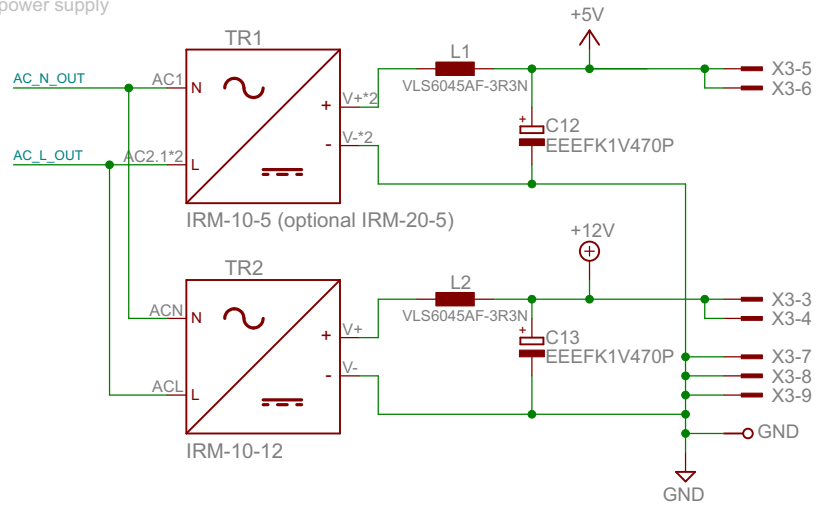 power supply
+5V
TR1
L1
AC_N_OUT
AC1
N
VLS6045AF-3R3N
X3-5
X3-6
+
V+*2
+
C12
EEEFK1V470P
-
V-*2
AC_L_OUT
AC2.1*2
L
IRM-10-5 (optional IRM-20-5)
+12V
TR2
L2
VLS6045AF-3R3N
X3-3
X3-4
ACN
N
+
V+
+
C13
EEEFK1V470P
-
V-
X3-7
X3-8
X3-9
ACL
L
GND
IRM-10-12
GND